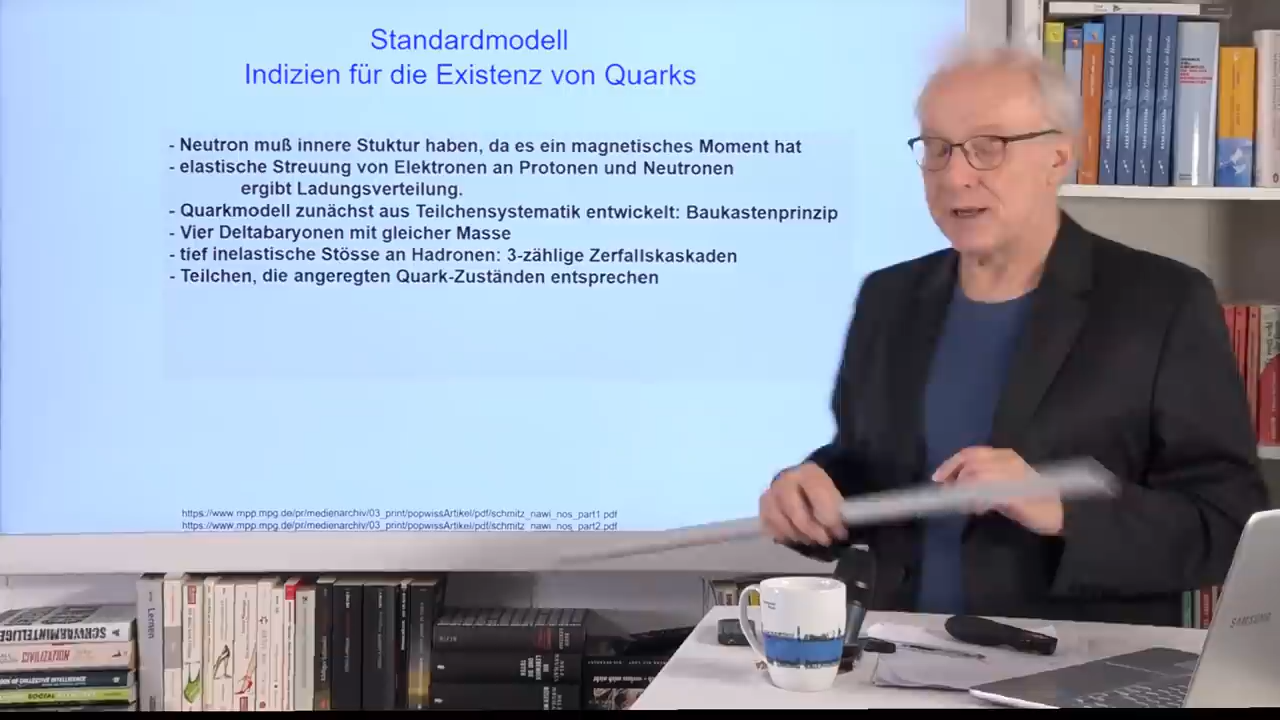 Standardmodell
Indizien für die Existenz von Quarks
- Neutron muß innere Stuktur haben, da es ein magnetisches Moment hat
- elastische Streuung von Elektronen an Protonen und Neutronen
ergibt Ladungsverteilung.
- Quarkmodell zunächst aus Teilchensystematik entwickelt: Baukastenprinzip
- Vier Deltabaryonen mit gleicher Masse
- tief inelastische Stösse an Hadronen: 3-zählige Zerfallskaskaden
- Teilchen, die angeregten Quark-Zuständen entsprechen
https://www.mpp.mpg.de/pr/medienarchiv/03_print/popwissArtikel/pdf/schmitz_nawi_nos_part1.pdf
https://www.mpp.mpg.de/pr/medienarchiv/03_print/popwissArtikel/pdf/schmitz_nawi_nos_part2.pdf
SCHWARMINTELLIGE
Lernen
SAMSUNG